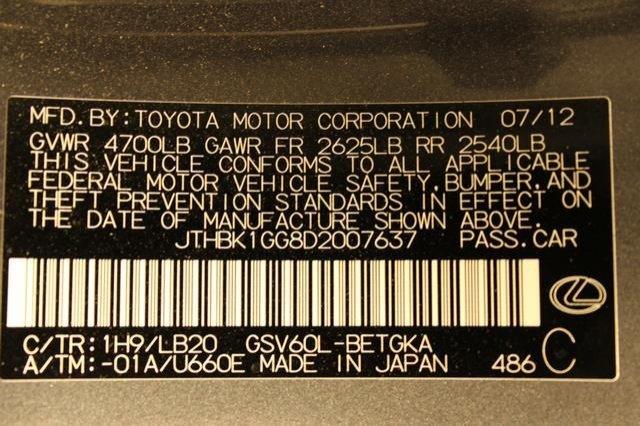 MFD.BY:TOYOTA MOTOR CORPORATION 07/12
GVWR 4700LB GAWR FR 2625LB RR 2540LB
THIS VEHICLE CONFORMS TO ALL APPLICABLE
FEDERAL MOTOR VEHICLE SAFETY,BUMPER,AND
THEFT PREVENTION STANDARDS IN EFFECT ON
THE DATE OF MANUFACTURE SHOWN ABOVE.
JTHBK1GG8D2007637 PASS.CAR
C/TR:1H9/LB20 GSV60L-BETGKA
A/TM:-01A/U660E MADE IN JAPAN 486 C